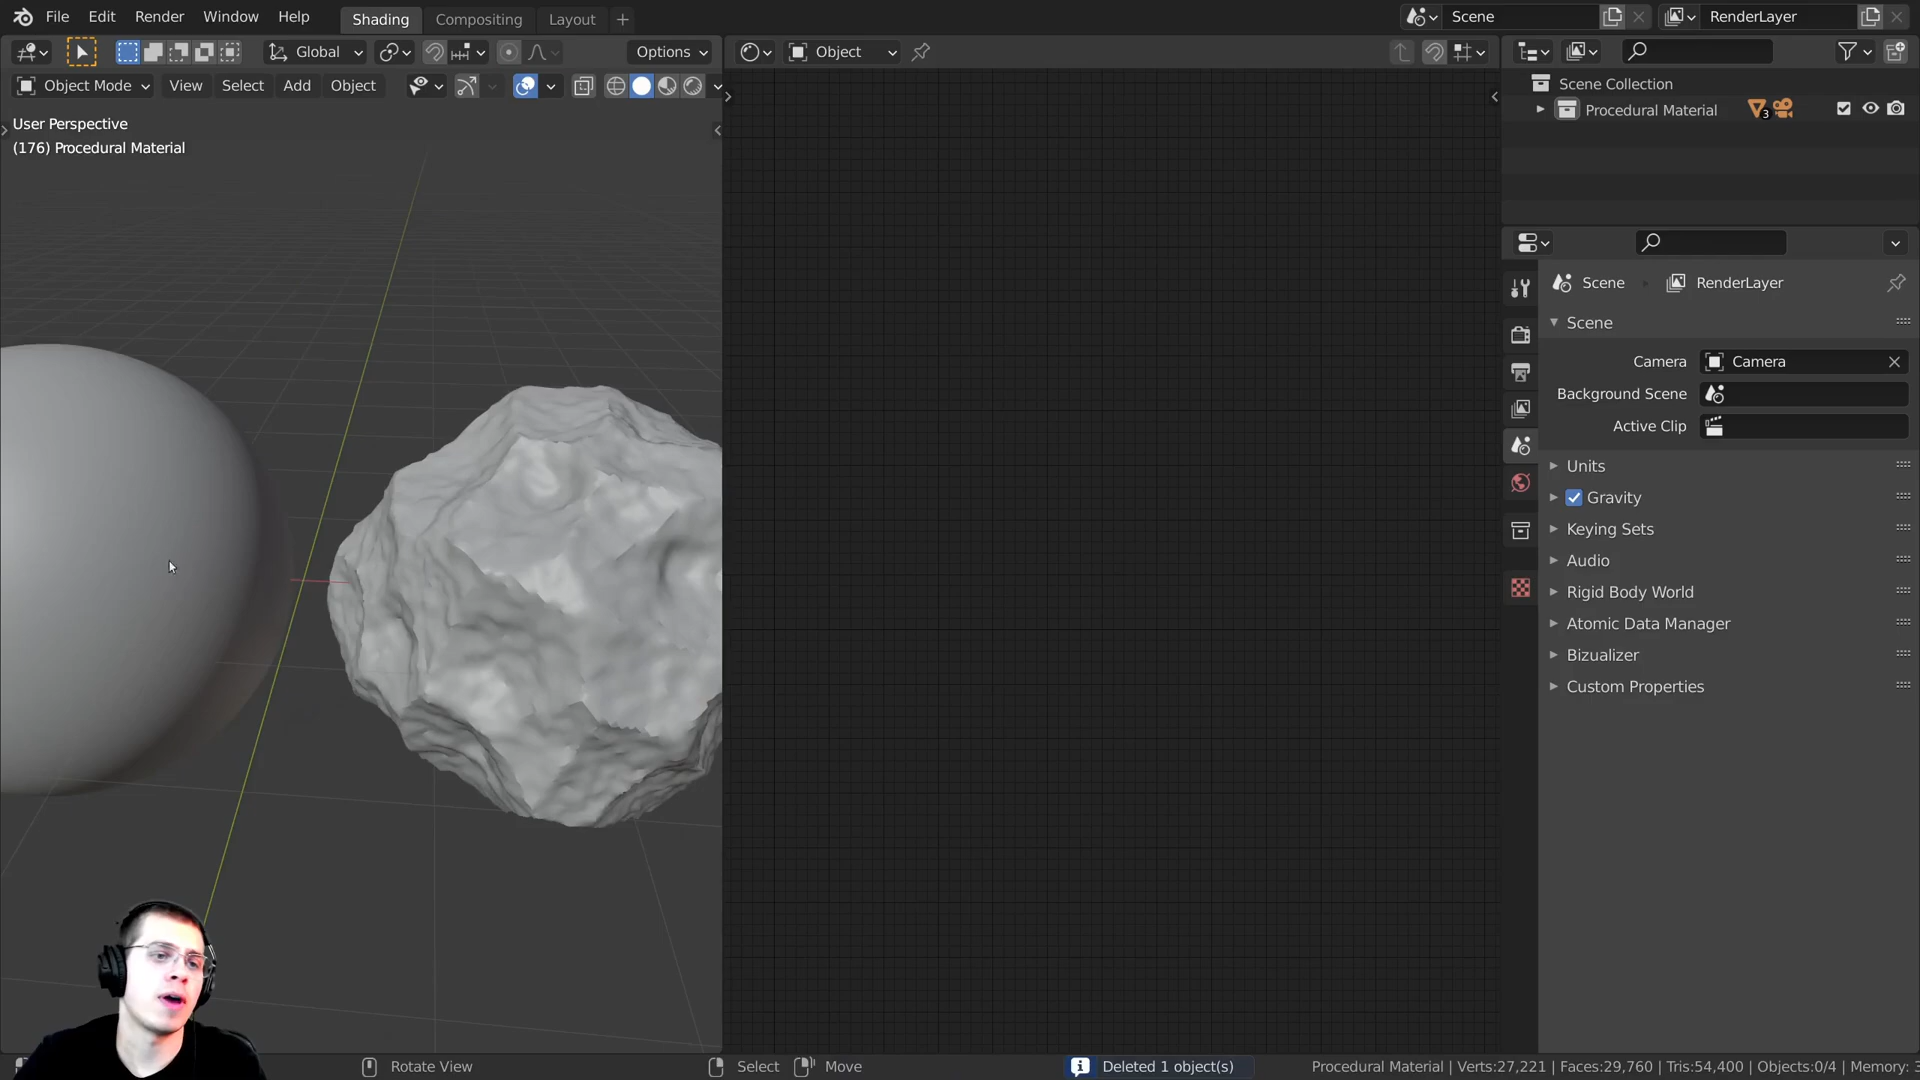 File Edit Render Window Help Shading Compositing Layout + Scene RenderLayer
Global Options Object
Object Mode View Select Add Object
User Perspective
(176) Procedural Material
Scene Collection
Procedural Material 3
Scene RenderLayer
Scene
Camera Camera
Background Scene
Active Clip
Units
Gravity
Keying Sets
Audio
Rigid Body World
Atomic Data Manager
Bizualizer
Custom Properties
Rotate View Select Move Deleted 1 object(s) Procedural Material | Verts:27,221 | Faces:29,760 | Tris:54,400 | Objects:0/4 | Memory: